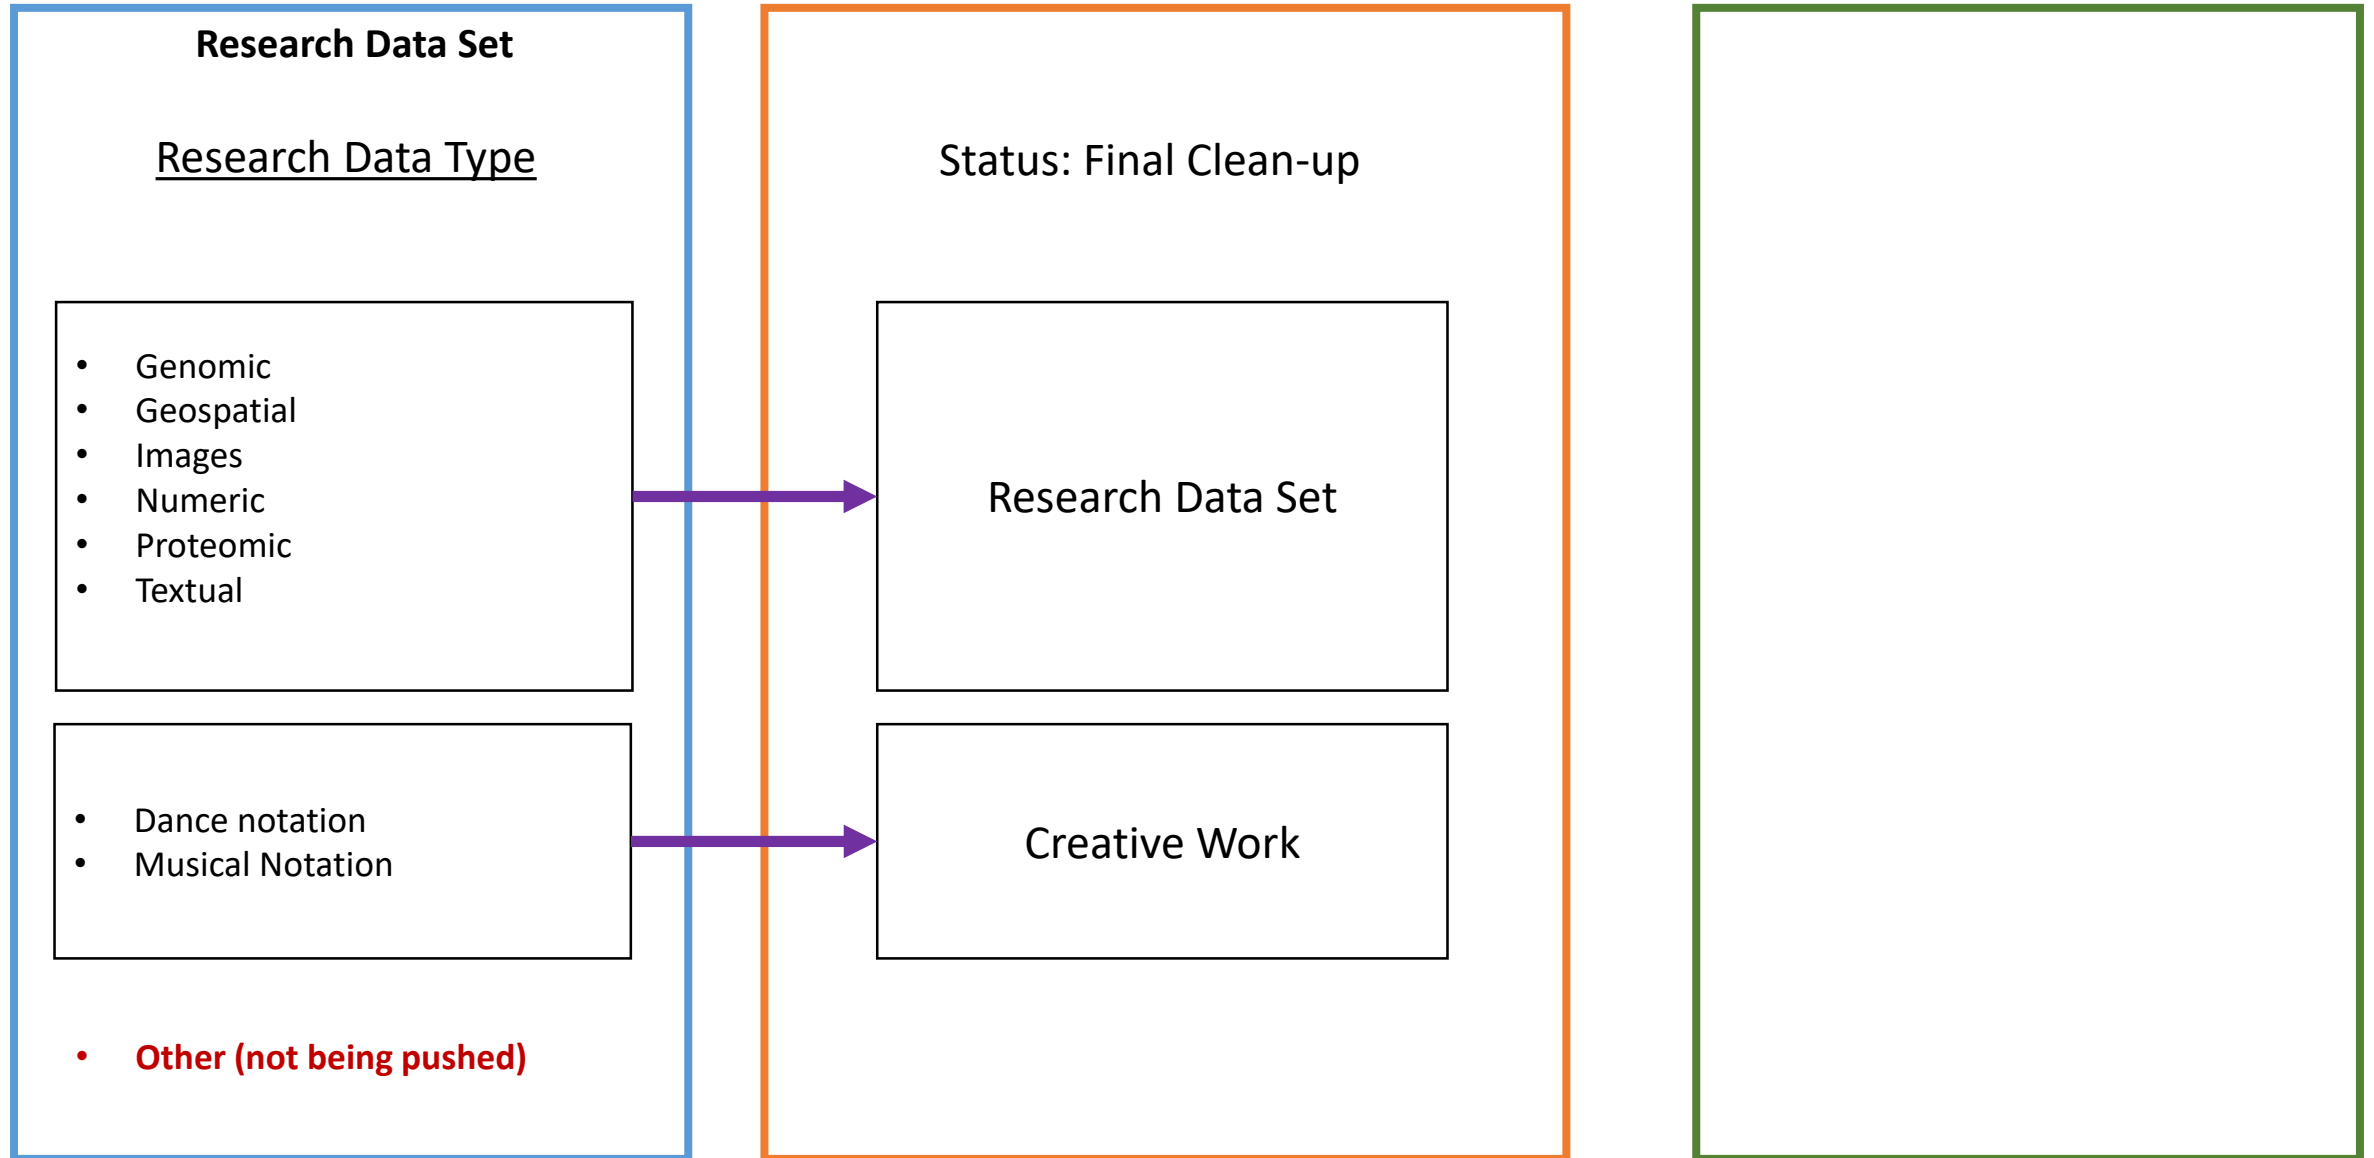 Research Data Set
Research Data Type
• Genomic
• Geospatial
• Images
• Numeric
• Proteomic
• Textual
• Dance notation
• Musical Notation
• Other (not being pushed)
Status: Final Clean-up
Research Data Set
Creative Work